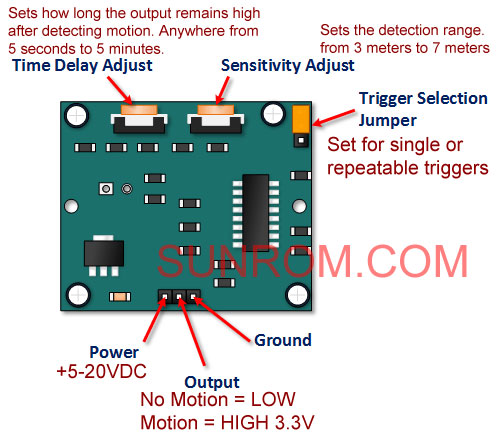 Sets how long the output remains high
after detecting motion. Anywhere from
5 seconds to 5 minutes.
Time Delay Adjust
Sets the detection range.
from 3 meters to 7 meters
Sensitivity Adjust
Trigger Selection
Jumper
Set for single or
repeatable triggers
SUNROM.COM
Ground
Power
+5-20VDC
Output
No Motion = LOW
Motion = HIGH 3.3V